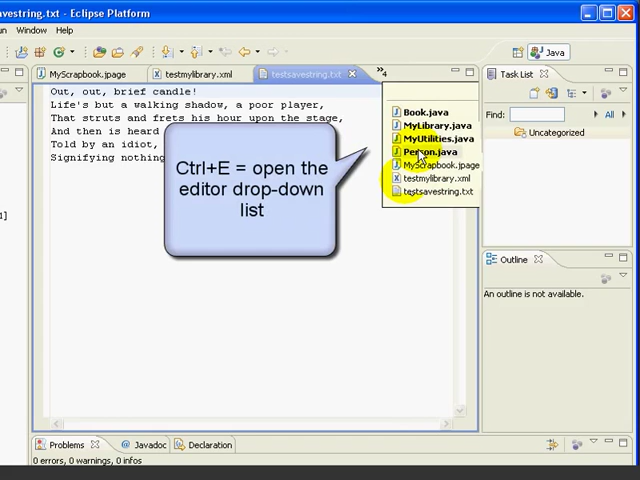 avestring.txt - Eclipse Platform
un Window Help
Java
MyScrapbook.jpage
testmylibrary.xml
testsavestring.txt
4
Task List
Out, out, brief candle!
Life's but a walking shadow, a poor player,
That struts and frets his hour upon the stage,
And then is heard
Told by an idiot,
Signifying nothing
Ctrl+E = open the
editor drop-down
list
Book.java
MyLibrary.java
MyUtilities.java
Person.java
MyScrapbook.jpage
testmylibrary.xml
testsavestring.txt
Find:
All
Uncategorized
]
Outline
An outline is not available.
Problems
Javadoc
Declaration
0 errors, 0 warnings, 0 infos